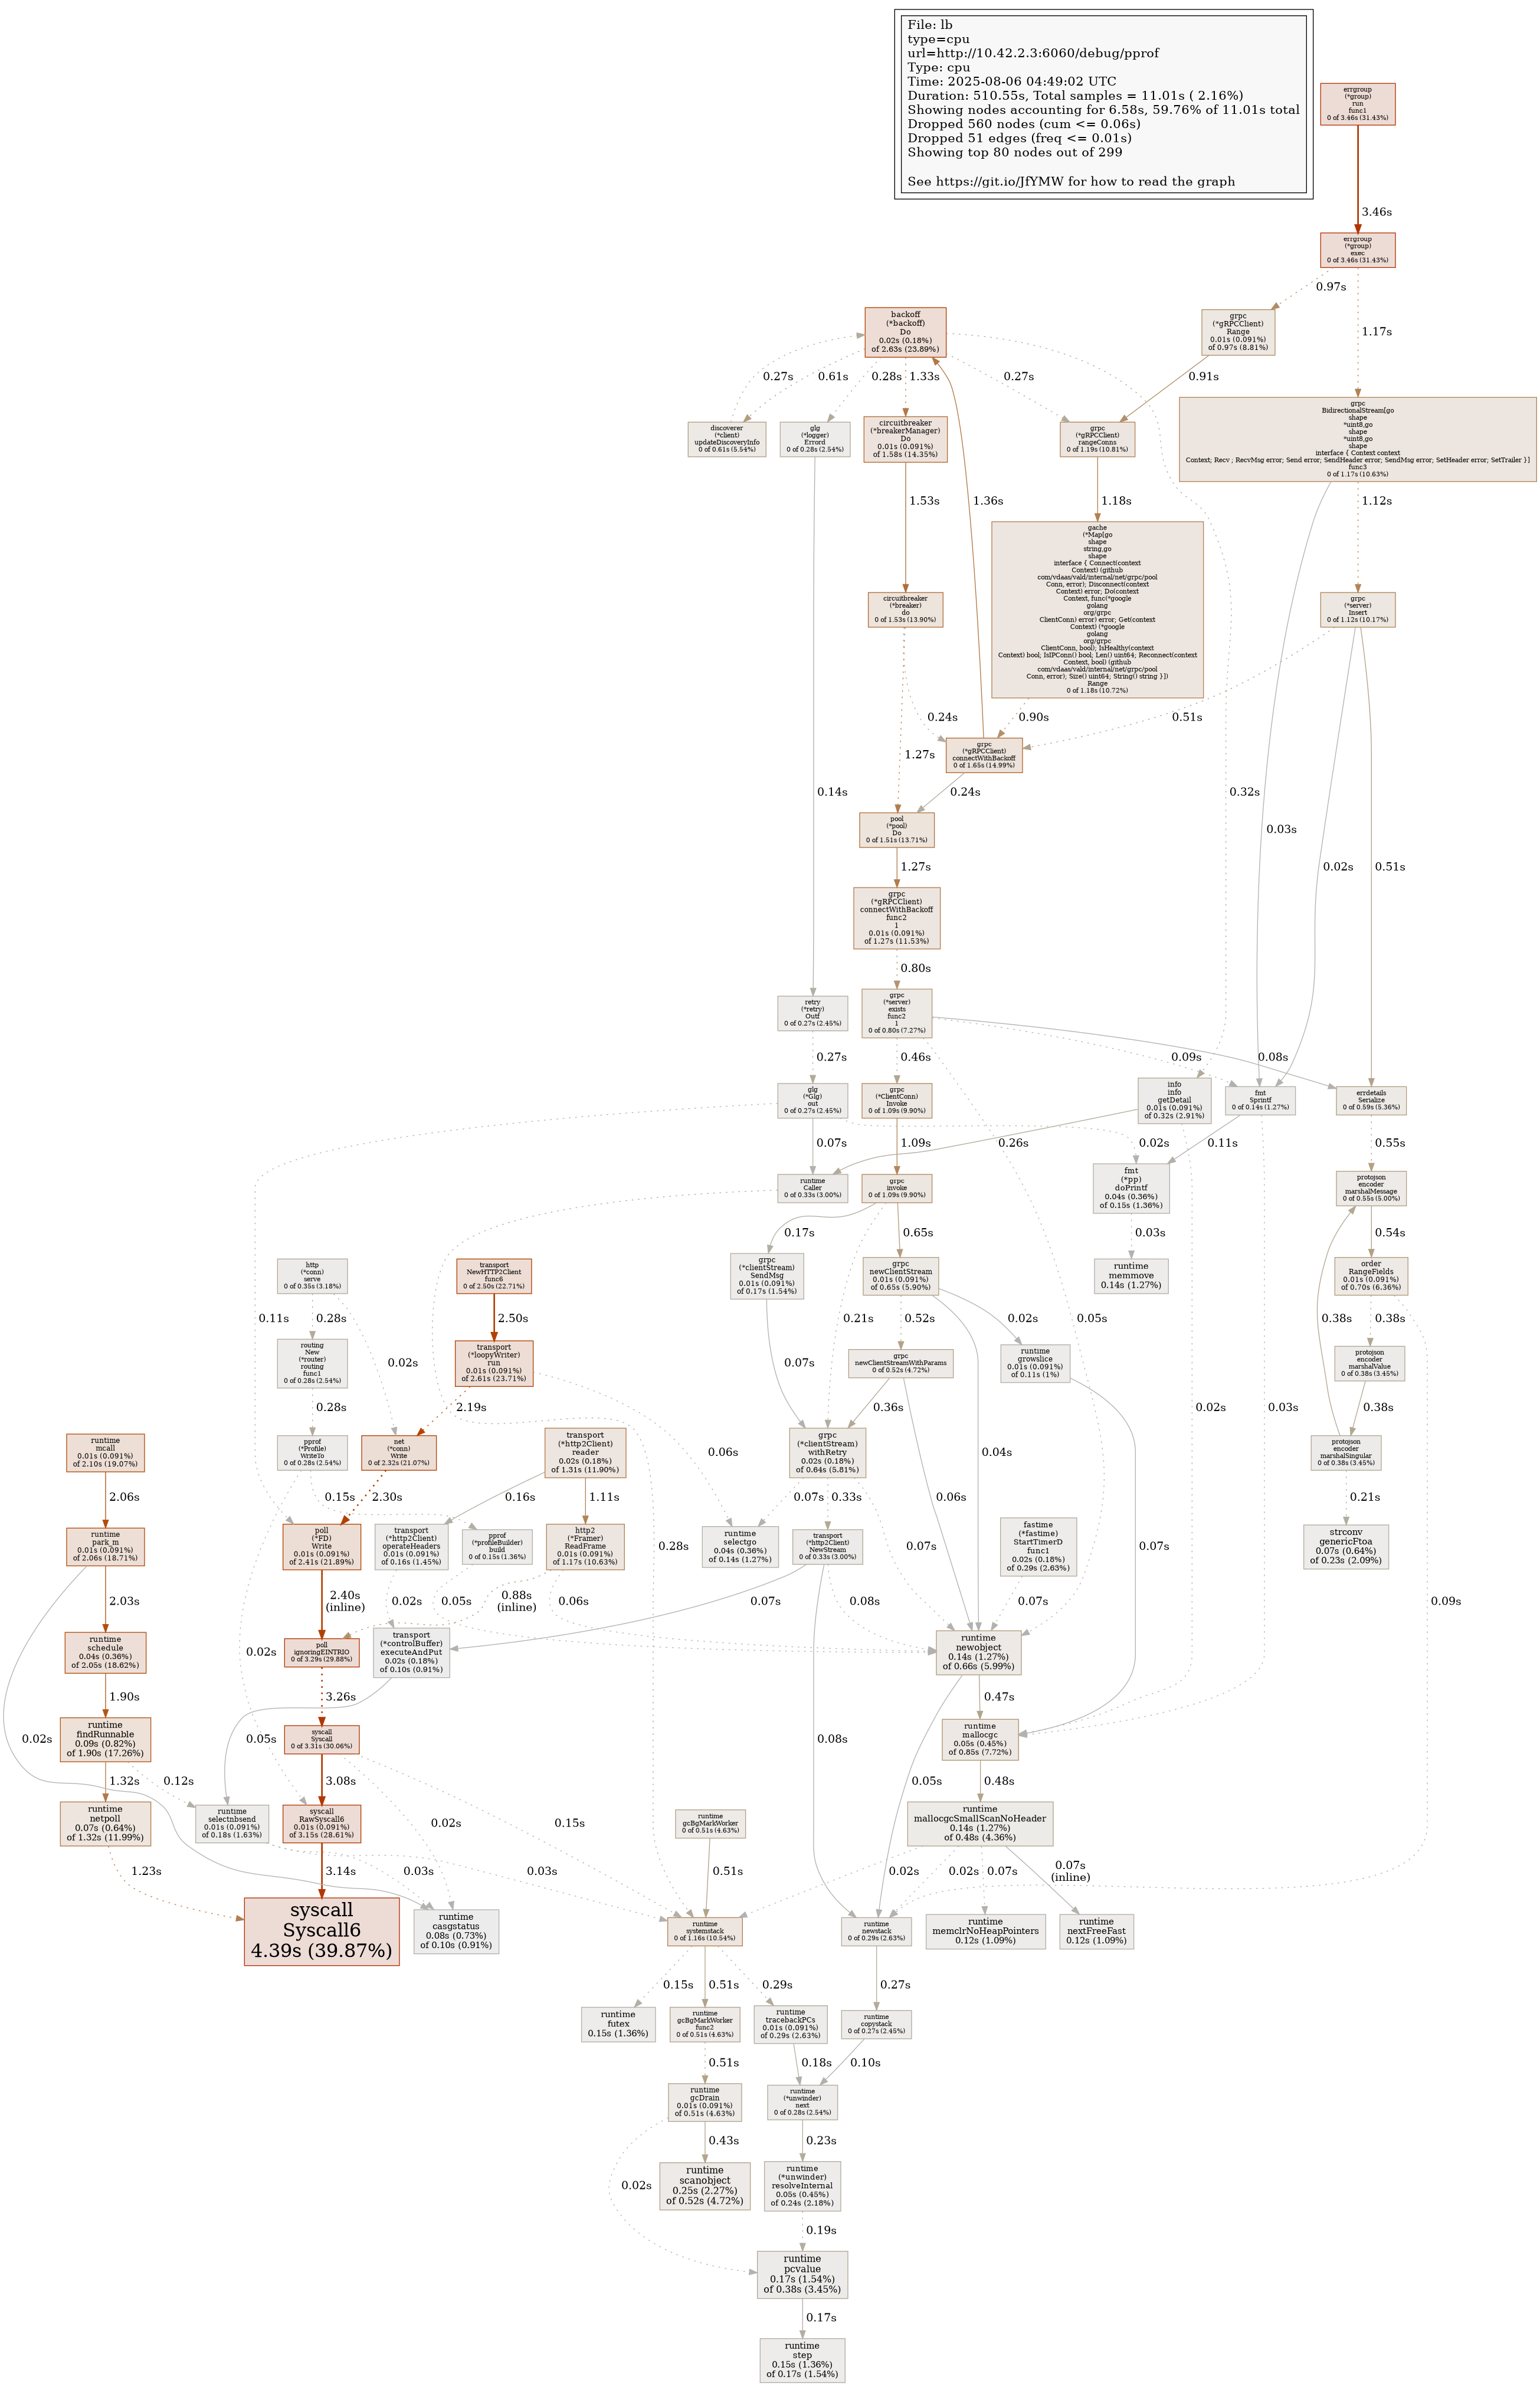 File: lb
type=cpu
url=http://10.42.2.3:6060/debug/pprof
Type: cpu
Time: 2025-08-06 04:49:02 UTC
Duration: 510.55s, Total samples = 11.01s ( 2.16%)
Showing nodes accounting for 6.58s, 59.76% of 11.01s total
Dropped 560 nodes (cum <= 0.06s)
Dropped 51 edges (freq <= 0.01s)
Showing top 80 nodes out of 299
See https://git.io/JfYMW for how to read the graph
errgroup
(*group)
run
func1
0 of 3.46s (31.43%)
3.46s
errgroup
(*group)
exec
0 of 3.46s (31.43%)
0.97s
1.17s
backoff
(*backoff)
Do
0.02s (0.18%)
of 2.63s (23.89%)
grpc
(*gRPCClient)
Range
0.01s (0.091%)
of 0.97s (8.81%)
0.27s
0.61s
0.28s
1.33s
0.27s
0.91s
discoverer
(*client)
updateDiscoveryInfo
0 of 0.61s (5.54%)
glg
(*logger)
Errord
0 of 0.28s (2.54%)
circuitbreaker
(*breakerManager)
Do
0.01s (0.091%)
of 1.58s (14.35%)
grpc
(*gRPCClient)
rangeConns
0 of 1.19s (10.81%)
grpc
BidirectionalStream[go
shape
*uint8,go
shape
*uint8,go
shape
interface { Context context
Context; Recv ; RecvMsg error; Send error; SendHeader error; SendMsg error; SetHeader error; SetTrailer }]
func3
0 of 1.17s (10.63%)
1.53s
1.36s
1.18s
1.12s
gache
(*Map[go
shape
string,go
shape
interface { Connect(context
Context) (github
com/vdaas/vald/internal/net/grpc/pool
Conn, error); Disconnect(context
Context) error; Do(context
Context, func(*google
golang
org/grpc
ClientConn) error) error; Get(context
Context) (*google
golang
org/grpc
ClientConn, bool); IsHealthy(context
Context) bool; IsIPConn() bool; Len() uint64; Reconnect(context
Context, bool) (github
com/vdaas/vald/internal/net/grpc/pool
Conn, error); Size() uint64; String() string }])
Range
0 of 1.18s (10.72%)
circuitbreaker
(*breaker)
do
0 of 1.53s (13.90%)
grpc
(*server)
Insert
0 of 1.12s (10.17%)
0.24s
0.90s
0.51s
1.27s
grpc
(*gRPCClient)
connectWithBackoff
0 of 1.65s (14.99%)
0.14s
0.24s
0.32s
0.03s
0.02s
0.51s
pool
(*pool)
Do
0 of 1.51s (13.71%)
1.27s
grpc
(*gRPCClient)
connectWithBackoff
func2
1
0.01s (0.091%)
of 1.27s (11.53%)
0.80s
retry
(*retry)
Outf
0 of 0.27s (2.45%)
grpc
(*server)
exists
func2
1
0 of 0.80s (7.27%)
0.27s
0.46s
0.09s
0.08s
glg
(*Glg)
out
0 of 0.27s (2.45%)
grpc
(*ClientConn)
Invoke
0 of 1.09s (9.90%)
info
info
getDetail
0.01s (0.091%)
of 0.32s (2.91%)
fmt
Sprintf
0 of 0.14s (1.27%)
errdetails
Serialize
0 of 0.59s (5.36%)
0.07s
1.09s
0.26s
0.02s
0.11s
0.55s
runtime
Caller
0 of 0.33s (3.00%)
grpc
invoke
0 of 1.09s (9.90%)
fmt
(*pp)
doPrintf
0.04s (0.36%)
of 0.15s (1.36%)
protojson
encoder
marshalMessage
0 of 0.55s (5.00%)
0.17s
0.65s
0.03s
0.54s
http
(*conn)
serve
0 of 0.35s (3.18%)
transport
NewHTTP2Client
func6
0 of 2.50s (22.71%)
grpc
(*clientStream)
SendMsg
0.01s (0.091%)
of 0.17s (1.54%)
grpc
newClientStream
0.01s (0.091%)
of 0.65s (5.90%)
runtime
memmove
0.14s (1.27%)
order
RangeFields
0.01s (0.091%)
of 0.70s (6.36%)
0.11s
0.28s
2.50s
0.21s
0.52s
0.02s
0.05s
0.38s
0.38s
routing
New
(*router)
routing
func1
0 of 0.28s (2.54%)
0.02s
transport
(*loopyWriter)
run
0.01s (0.091%)
of 2.61s (23.71%)
0.07s
grpc
newClientStreamWithParams
0 of 0.52s (4.72%)
runtime
growslice
0.01s (0.091%)
of 0.11s (1%)
protojson
encoder
marshalValue
0 of 0.38s (3.45%)
0.28s
2.19s
0.36s
0.02s
0.03s
0.38s
runtime
mcall
0.01s (0.091%)
of 2.10s (19.07%)
pprof
(*Profile)
WriteTo
0 of 0.28s (2.54%)
net
(*conn)
Write
0 of 2.32s (21.07%)
transport
(*http2Client)
reader
0.02s (0.18%)
of 1.31s (11.90%)
0.06s
grpc
(*clientStream)
withRetry
0.02s (0.18%)
of 0.64s (5.81%)
0.04s
protojson
encoder
marshalSingular
0 of 0.38s (3.45%)
2.06s
0.15s
2.30s
0.16s
1.11s
0.07s
0.33s
0.06s
0.21s
runtime
park_m
0.01s (0.091%)
of 2.06s (18.71%)
poll
(*FD)
Write
0.01s (0.091%)
of 2.41s (21.89%)
transport
(*http2Client)
operateHeaders
0.01s (0.091%)
of 0.16s (1.45%)
pprof
(*profileBuilder)
build
0 of 0.15s (1.36%)
http2
(*Framer)
ReadFrame
0.01s (0.091%)
of 1.17s (10.63%)
0.28s
runtime
selectgo
0.04s (0.36%)
of 0.14s (1.27%)
transport
(*http2Client)
NewStream
0 of 0.33s (3.00%)
0.07s
fastime
(*fastime)
StartTimerD
func1
0.02s (0.18%)
of 0.29s (2.63%)
0.07s
strconv
genericFtoa
0.07s (0.64%)
of 0.23s (2.09%)
2.03s
2.40s
(inline)
0.02s
0.05s
0.88s
(inline)
0.06s
0.07s
0.08s
0.07s
0.09s
runtime
schedule
0.04s (0.36%)
of 2.05s (18.62%)
0.02s
poll
ignoringEINTRIO
0 of 3.29s (29.88%)
transport
(*controlBuffer)
executeAndPut
0.02s (0.18%)
of 0.10s (0.91%)
runtime
newobject
0.14s (1.27%)
of 0.66s (5.99%)
1.90s
3.26s
0.47s
0.02s
runtime
findRunnable
0.09s (0.82%)
of 1.90s (17.26%)
0.05s
syscall
Syscall
0 of 3.31s (30.06%)
0.08s
runtime
mallocgc
0.05s (0.45%)
of 0.85s (7.72%)
1.32s
0.12s
3.08s
0.05s
0.48s
runtime
netpoll
0.07s (0.64%)
of 1.32s (11.99%)
runtime
selectnbsend
0.01s (0.091%)
of 0.18s (1.63%)
syscall
RawSyscall6
0.01s (0.091%)
of 3.15s (28.61%)
0.02s
0.15s
runtime
gcBgMarkWorker
0 of 0.51s (4.63%)
runtime
mallocgcSmallScanNoHeader
0.14s (1.27%)
of 0.48s (4.36%)
1.23s
3.14s
0.03s
0.03s
0.51s
0.02s
0.02s
0.07s
0.07s
(inline)
syscall
Syscall6
4.39s (39.87%)
runtime
casgstatus
0.08s (0.73%)
of 0.10s (0.91%)
runtime
systemstack
0 of 1.16s (10.54%)
runtime
newstack
0 of 0.29s (2.63%)
runtime
memclrNoHeapPointers
0.12s (1.09%)
runtime
nextFreeFast
0.12s (1.09%)
0.15s
0.51s
0.29s
0.27s
runtime
futex
0.15s (1.36%)
runtime
gcBgMarkWorker
func2
0 of 0.51s (4.63%)
runtime
tracebackPCs
0.01s (0.091%)
of 0.29s (2.63%)
runtime
copystack
0 of 0.27s (2.45%)
0.51s
0.18s
0.10s
runtime
gcDrain
0.01s (0.091%)
of 0.51s (4.63%)
runtime
(*unwinder)
next
0 of 0.28s (2.54%)
0.43s
0.23s
0.02s
runtime
scanobject
0.25s (2.27%)
of 0.52s (4.72%)
runtime
(*unwinder)
resolveInternal
0.05s (0.45%)
of 0.24s (2.18%)
0.19s
runtime
pcvalue
0.17s (1.54%)
of 0.38s (3.45%)
0.17s
runtime
step
0.15s (1.36%)
of 0.17s (1.54%)